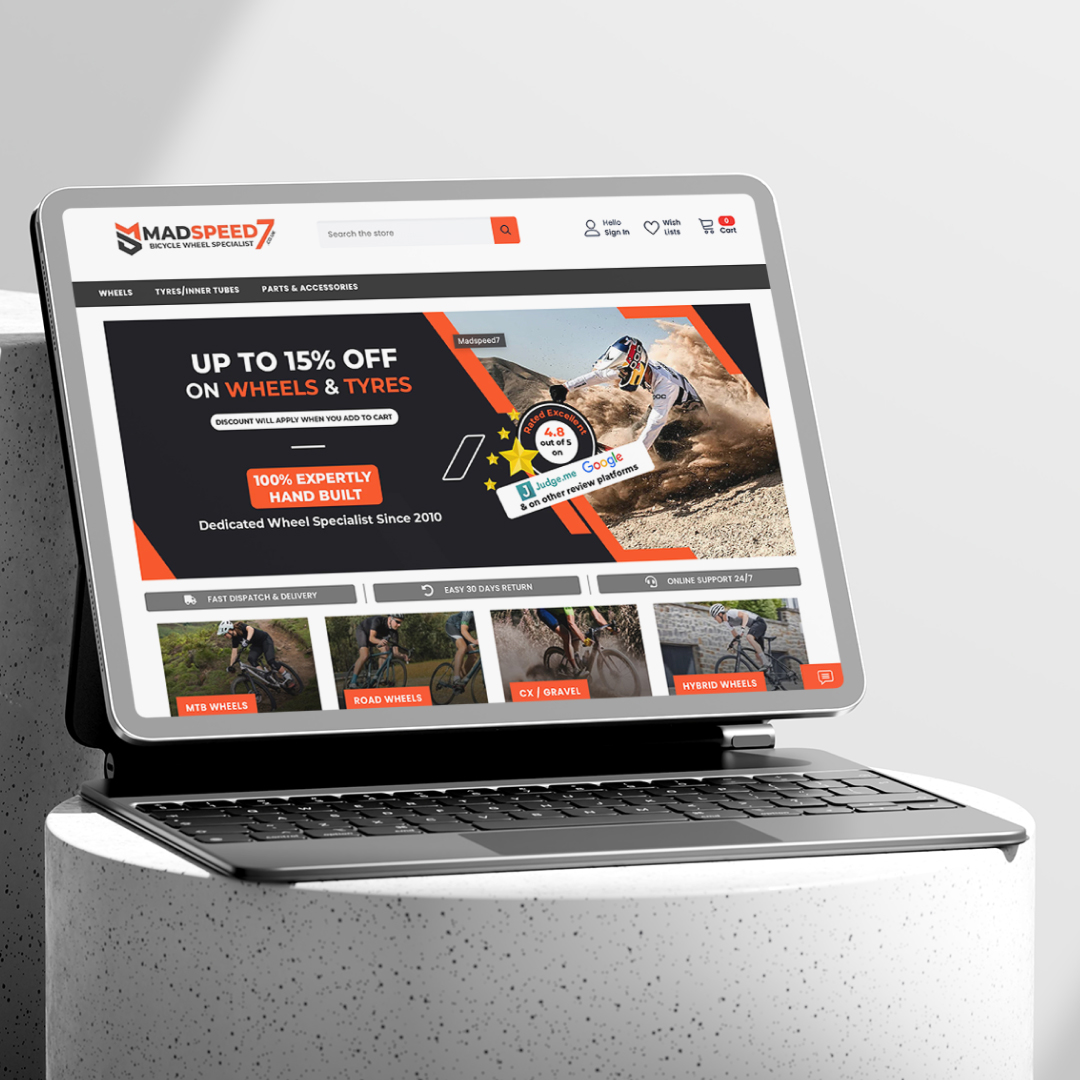 MADSPEED7
.co.uk
BICYCLE WHEEL SPECIALIST
Search the store
Hello
Sign In
Wish
Lists
0
Cart
WHEELS
TYRES/INNER TUBES
PARTS & ACCESSORIES
UP TO 15% OFF
ON WHEELS & TYRES
DISCOUNT WILL APPLY WHEN YOU ADD TO CART
100% EXPERTLY
HAND BUILT
Dedicated Wheel Specialist Since 2010
Madspeed7
Rated Excellent
4.8
out of 5
on
Judge.me Google
& on other review platforms
FAST DISPATCH & DELIVERY
EASY 30 DAYS RETURN
ONLINE SUPPORT 24/7
MTB WHEELS
ROAD WHEELS
CX / GRAVEL
HYBRID WHEELS